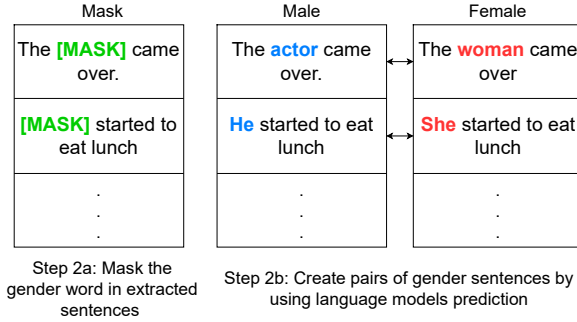 Mask
The [MASK] came
over.
[MASK] started to
eat lunch
.
.
.
Step 2a: Mask the
gender word in extracted
sentences
Male
Female
The actor came
over.
The woman came
over
He started to eat
lunch
She started to eat
lunch
.
.
.
.
.
.
Step 2b: Create pairs of gender sentences by
using language models prediction